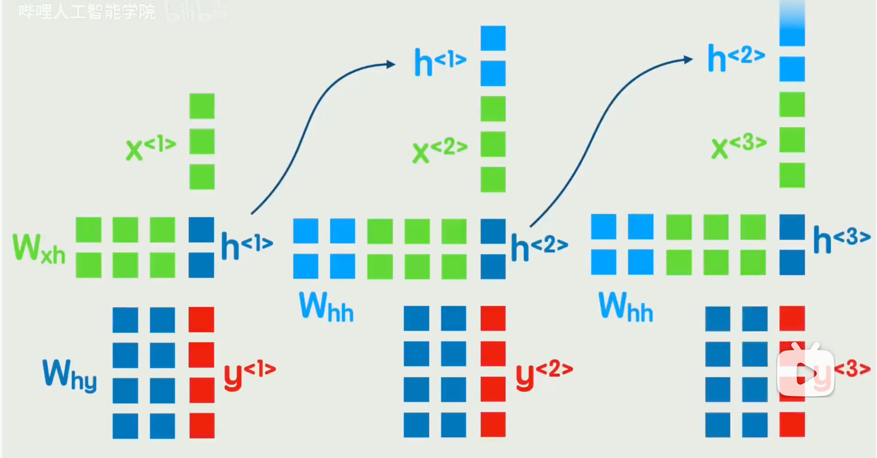 哔哩人工智能学院 bilibili
h<1>
h<2>
x<1>
x<2>
x<3>
Wxh
h<1>
h<2>
h<3>
Whh
Whh
Why
y<1>
y<2>
y<3>